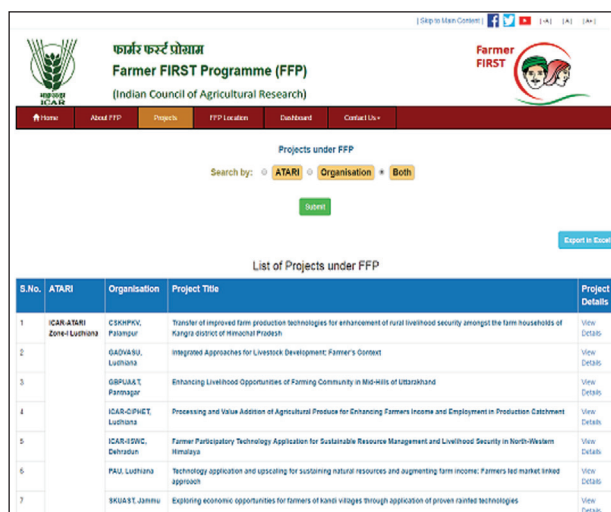 | Skip to Main Content |
[-A] [A] [A+]
फार्मर फर्स्ट प्रोग्राम
Farmer FIRST Programme (FFP)
(Indian Council of Agricultural Research)
ICAR
Farmer
FIRST
Home About FFP Projects FFP Location Dashboard Contact Us
Projects under FFP
Search by: ATARI Organisation Both
Submit
Export in Excel
List of Projects under FFP
S.No. ATARI Organisation Project Title Project
Details
1 ICAR-ATARI CSKHPKV, Transfer of improved farm production technologies for enhancement of rural livelihood security amongst the farm households of View
Zone-I Ludhiana Palampur Kangra district of Himachal Pradesh Details
2 GADVASU, Integrated Approaches for Livestock Development: Farmer's Context View
Ludhiana Details
3 GBPUA&T, Enhancing Livelihood Opportunities of Farming Community in Mid-Hills of Uttarakhand View
Pantnagar Details
4 ICAR-CIPHET, Processing and Value Addition of Agricultural Produce for Enhancing Farmers Income and Employment in Production Catchment View
Ludhiana Details
5 ICAR-IISWC, Farmer Participatory Technology Application for Sustainable Resource Management and Livelihood Security in North-Western View
Dehradun Himalaya Details
6 PAU, Ludhiana Technology application and upscaling for sustaining natural resources and augmenting farm income: Farmers led market linked View
approach Details
7 SKUAST, Jammu Exploring economic opportunities for farmers of kandi villages through application of proven rainfed technologies View
Details